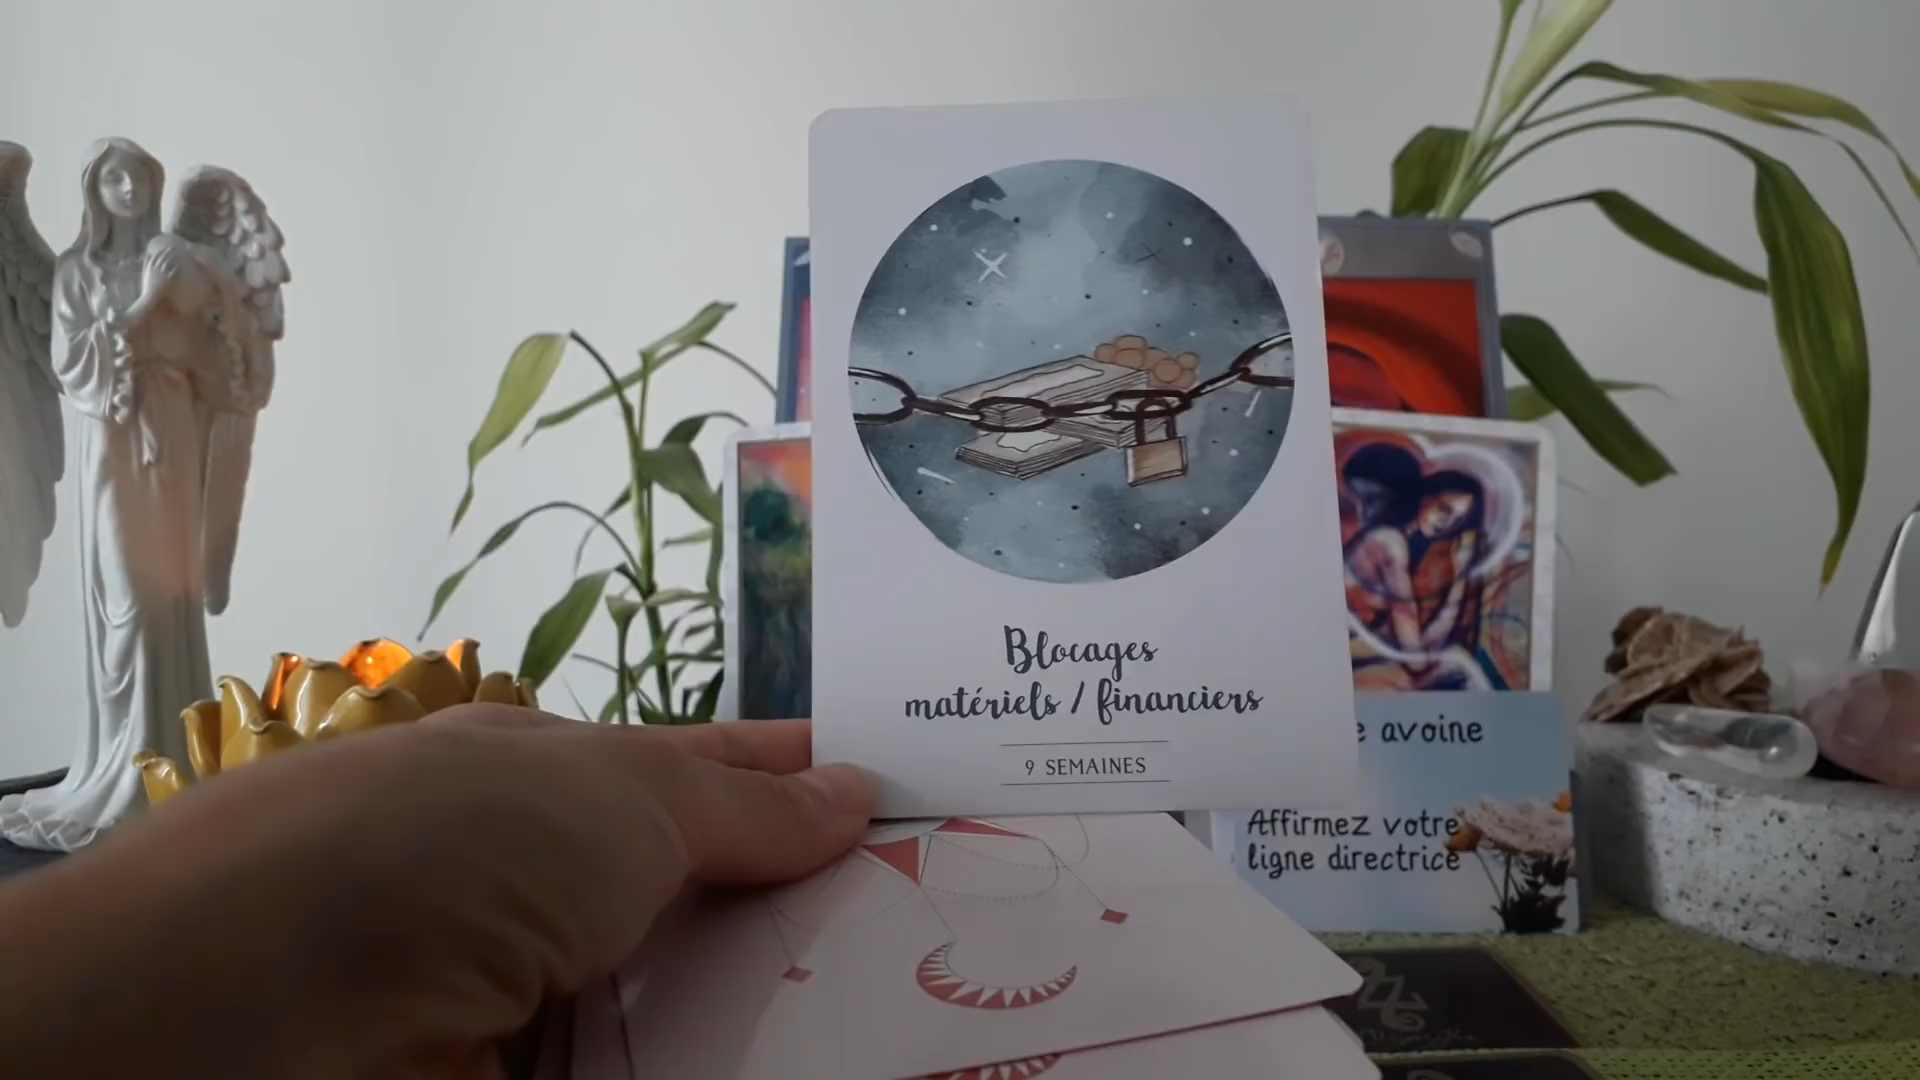 Blocages
matériels / financiers
9 SEMAINES
avoine
Affirmez votre
ligne directrice